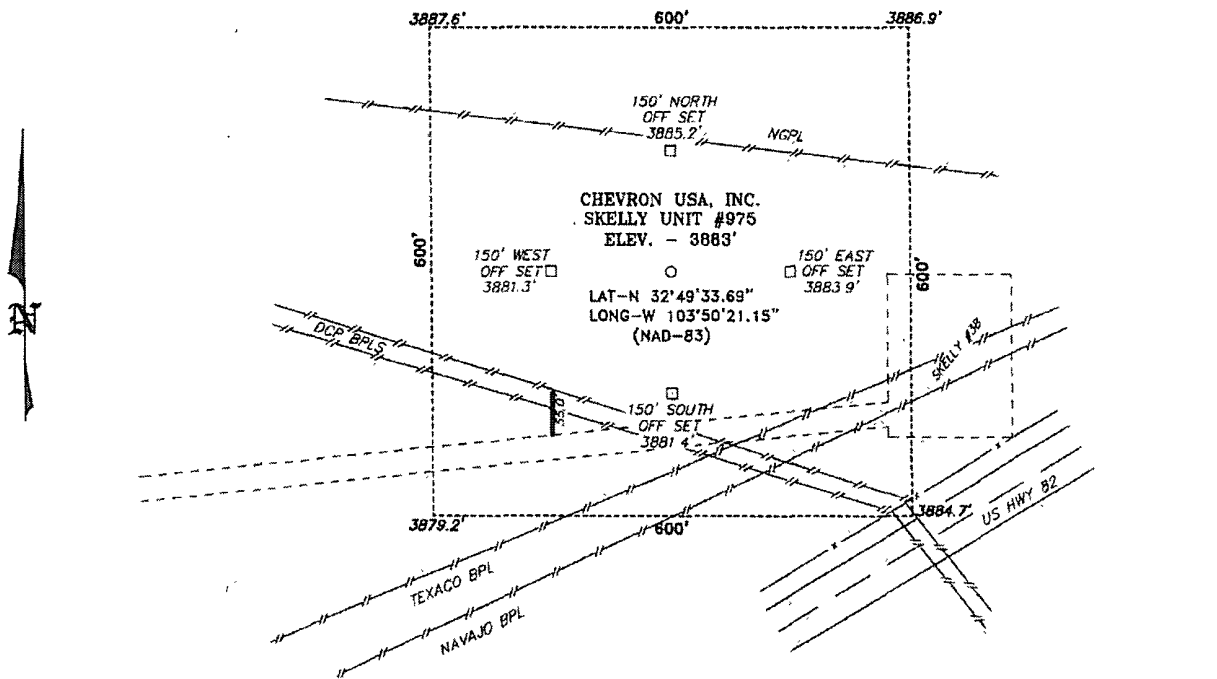 3887.6'
600'
3886.9'
150' NORTH
OFF SET
3885.2'
NGPL
CHEVRON USA, INC.
SKELLY UNIT #975
ELEV. - 3883'
150' WEST
OFF SET
3881.3'
150' EAST
OFF SET
3883 9'
600'
600'
LAT-N 32°49'33.69"
LONG-W 103°50'21.15"
(NAD-83)
N
DCP BPLS
SKELLY #38
150' SOUTH
OFF SET
3881 4'
3879.2'
600'
3884.7'
US HWY 82
TEXACO BPL
NAVAJO BPL